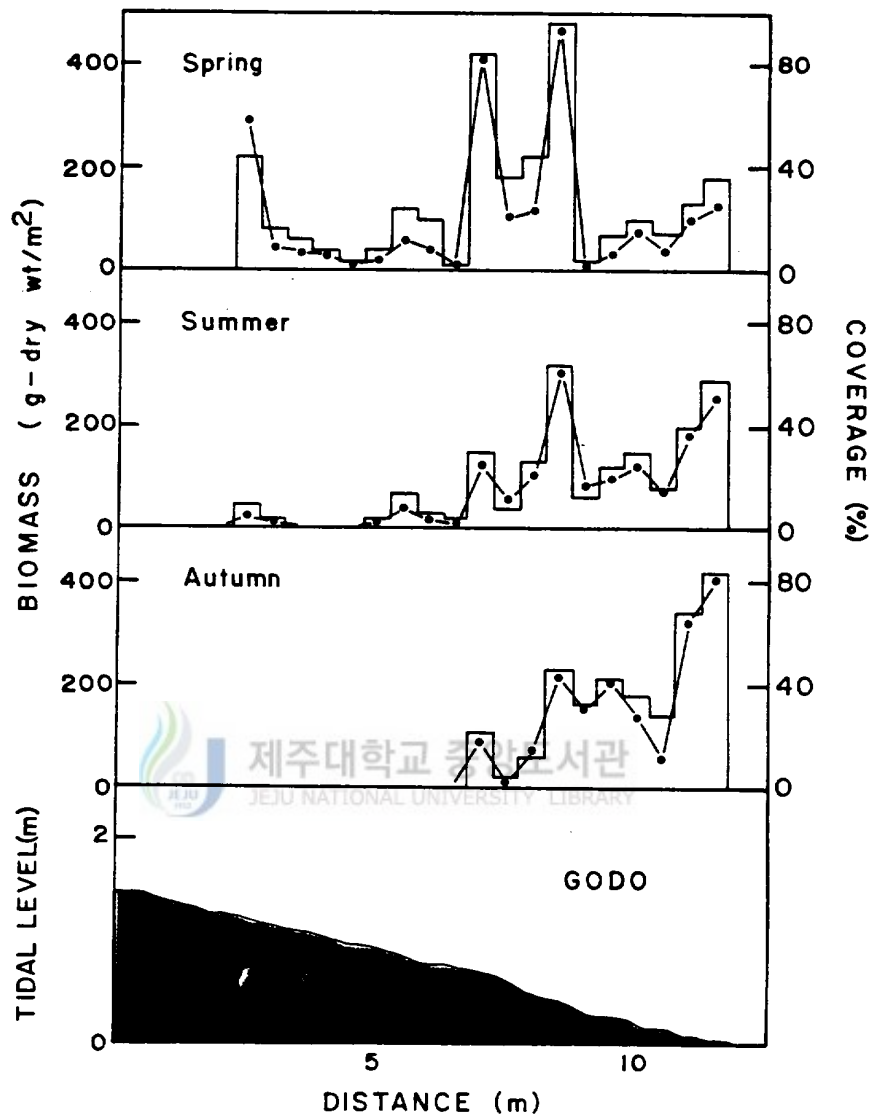 Spring
400
200
0
80
40
0
Summer
400
200
0
80
40
0
Autumn
400
200
0
80
40
0
BIOMASS (g-dry wt/m²)
COVERAGE (%)
제주대학교 중앙도서관
JEJU NATIONAL UNIVERSITY LIBRARY
JEJU
1952
GODO
2
0
TIDAL LEVEL(m)
5
10
DISTANCE (m)